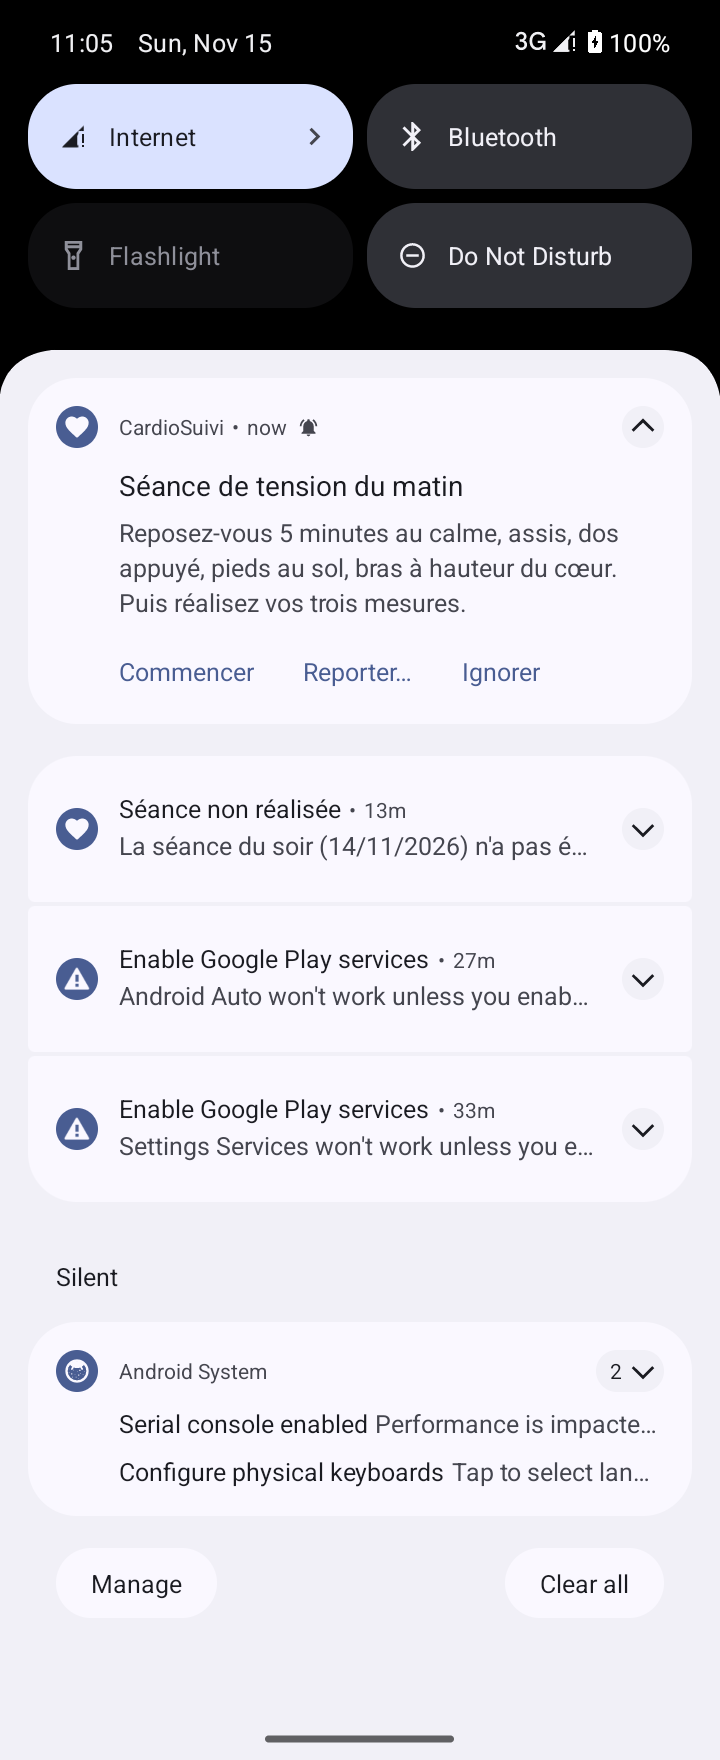 11:05 Sun, Nov 15 3G 100%
Internet
Bluetooth
Flashlight
Do Not Disturb
CardioSuivi • now
Séance de tension du matin
Reposez-vous 5 minutes au calme, assis, dos
appuyé, pieds au sol, bras à hauteur du cœur.
Puis réalisez vos trois mesures.
Commencer Reporter… Ignorer
Séance non réalisée • 13m
La séance du soir (14/11/2026) n'a pas é…
Enable Google Play services • 27m
Android Auto won't work unless you enab…
Enable Google Play services • 33m
Settings Services won't work unless you e…
Silent
Android System 2
Serial console enabled Performance is impacte…
Configure physical keyboards Tap to select lan…
Manage Clear all